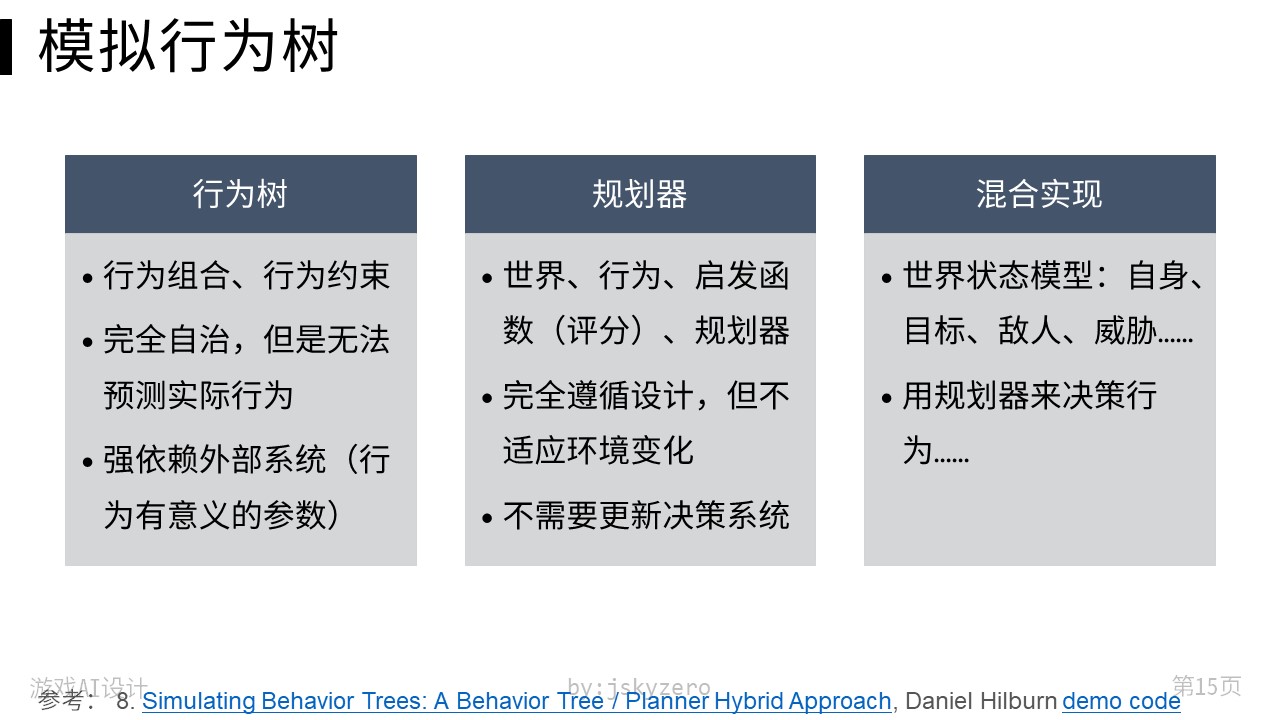 模拟行为树
行为树
• 行为组合、行为约束
• 完全自治，但是无法
预测实际行为
• 强依赖外部系统（行
为有意义的参数）
规划器
• 世界、行为、启发函
数（评分）、规划器
• 完全遵循设计，但不
适应环境变化
• 不需要更新决策系统
混合实现
• 世界状态模型：自身、
目标、敌人、威胁……
• 用规划器来决策行
为……
游戏AI设计
by:jskyzero
第15页
参考： 8. Simulating Behavior Trees: A Behavior Tree / Planner Hybrid Approach, Daniel Hilburn demo code